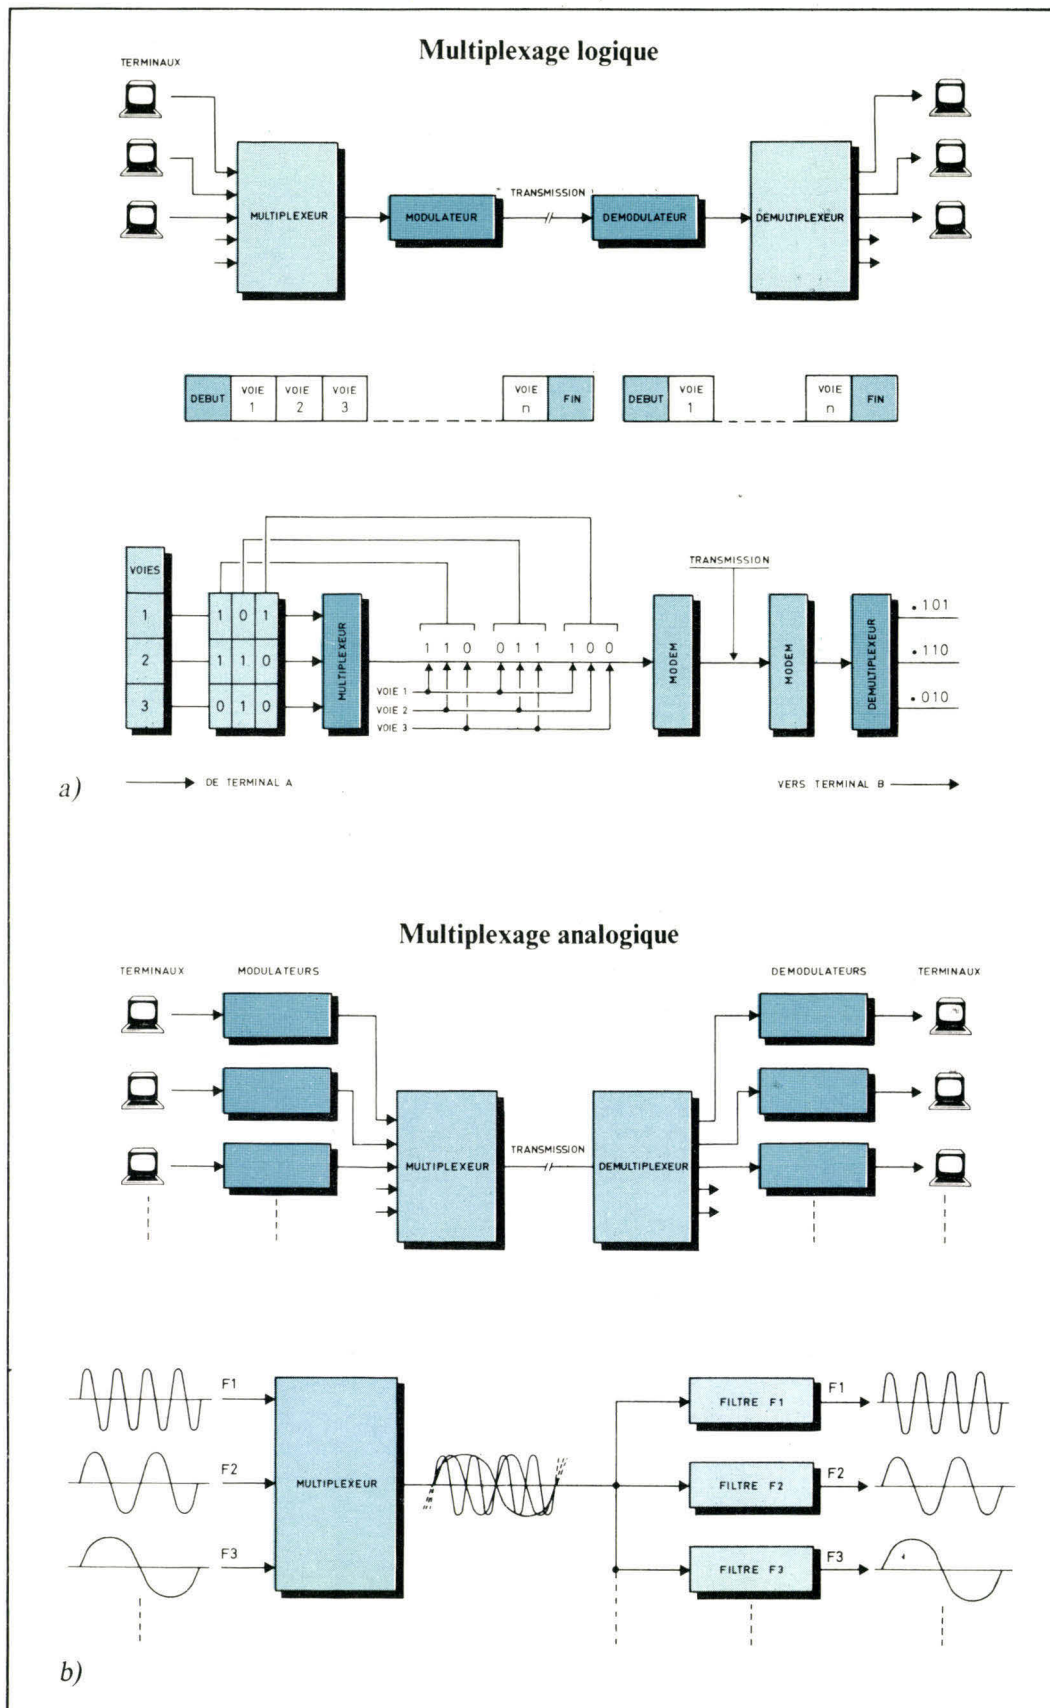 Multiplexage logique
TERMINAUX
MULTIPLEXEUR
MODULATEUR
TRANSMISSION
DEMODULATEUR
DEMULTIPLEXEUR
DEBUT
VOIE 1
VOIE 2
VOIE 3
VOIE n
FIN
DEBUT
VOIE 1
VOIE n
FIN
VOIES
1
2
3
1 0 1
1 1 0
0 1 0
MULTIPLEXEUR
1 1 0 0 1 1 1 0 0
VOIE 1
VOIE 2
VOIE 3
MODEM
TRANSMISSION
MODEM
DEMULTIPLEXEUR
.101
.110
.010
a)
DE TERMINAL A
VERS TERMINAL B
Multiplexage analogique
TERMINAUX
MODULATEURS
DEMODULATEURS
TERMINAUX
MULTIPLEXEUR
TRANSMISSION
DEMULTIPLEXEUR
F1
F2
F3
MULTIPLEXEUR
FILTRE F1
FILTRE F2
FILTRE F3
F1
F2
F3
b)